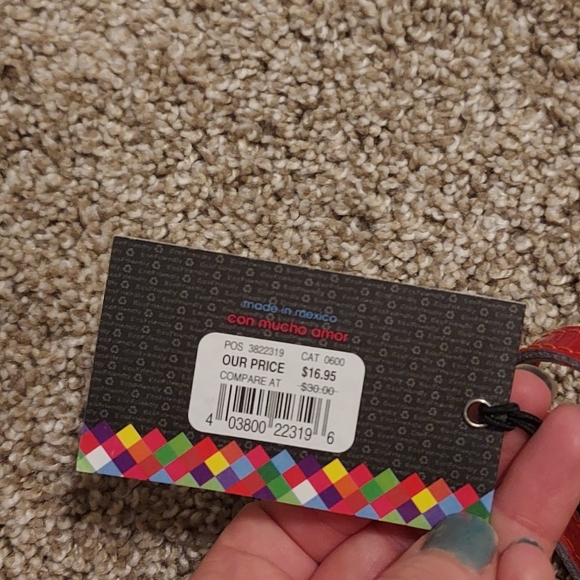 made in mexico
con mucho amor
POS 3822319 CAT 0600
OUR PRICE $16.95
COMPARE AT $30.00
4 03800 22319 6